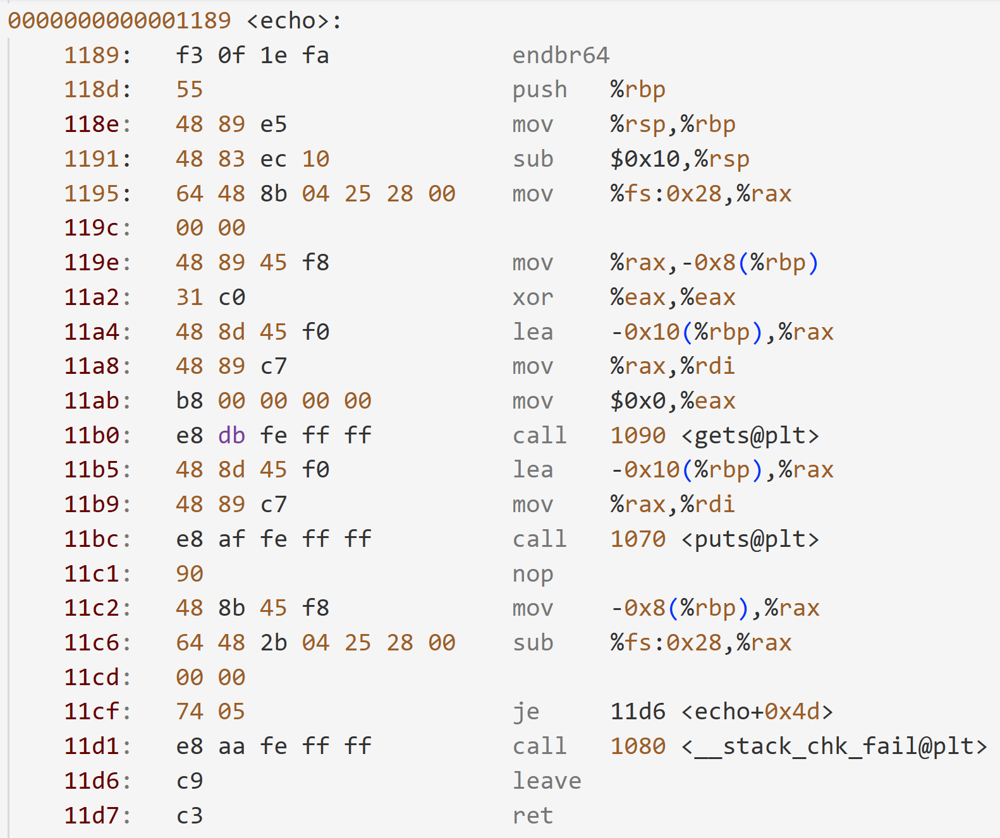 0000000000001189 <echo>:
    1189:   f3 0f 1e fa             endbr64
    118d:   55                      push   %rbp
    118e:   48 89 e5                mov    %rsp,%rbp
    1191:   48 83 ec 10             sub    $0x10,%rsp
    1195:   64 48 8b 04 25 28 00    mov    %fs:0x28,%rax
    119c:   00 00
    119e:   48 89 45 f8             mov    %rax,-0x8(%rbp)
    11a2:   31 c0                   xor    %eax,%eax
    11a4:   48 8d 45 f0             lea    -0x10(%rbp),%rax
    11a8:   48 89 c7                mov    %rax,%rdi
    11ab:   b8 00 00 00 00          mov    $0x0,%eax
    11b0:   e8 db fe ff ff          call   1090 <gets@plt>
    11b5:   48 8d 45 f0             lea    -0x10(%rbp),%rax
    11b9:   48 89 c7                mov    %rax,%rdi
    11bc:   e8 af fe ff ff          call   1070 <puts@plt>
    11c1:   90                      nop
    11c2:   48 8b 45 f8             mov    -0x8(%rbp),%rax
    11c6:   64 48 2b 04 25 28 00    sub    %fs:0x28,%rax
    11cd:   00 00
    11cf:   74 05                   je     11d6 <echo+0x4d>
    11d1:   e8 aa fe ff ff          call   1080 <__stack_chk_fail@plt>
    11d6:   c9                      leave
    11d7:   c3                      ret